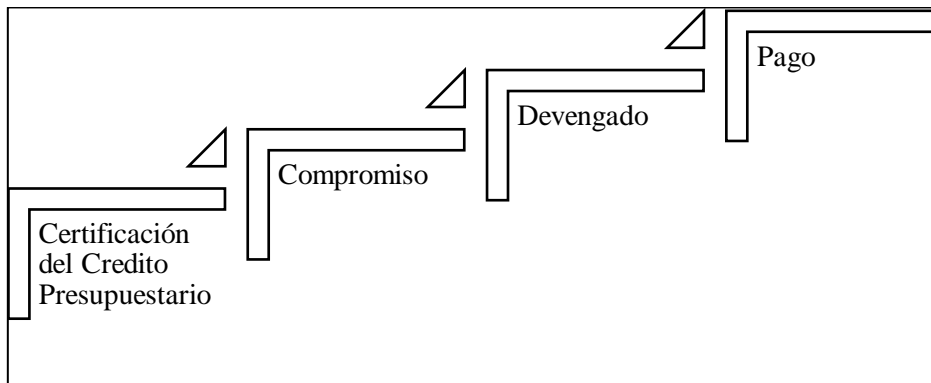 Certificación
del Credito
Presupuestario
Compromiso
Devengado
Pago